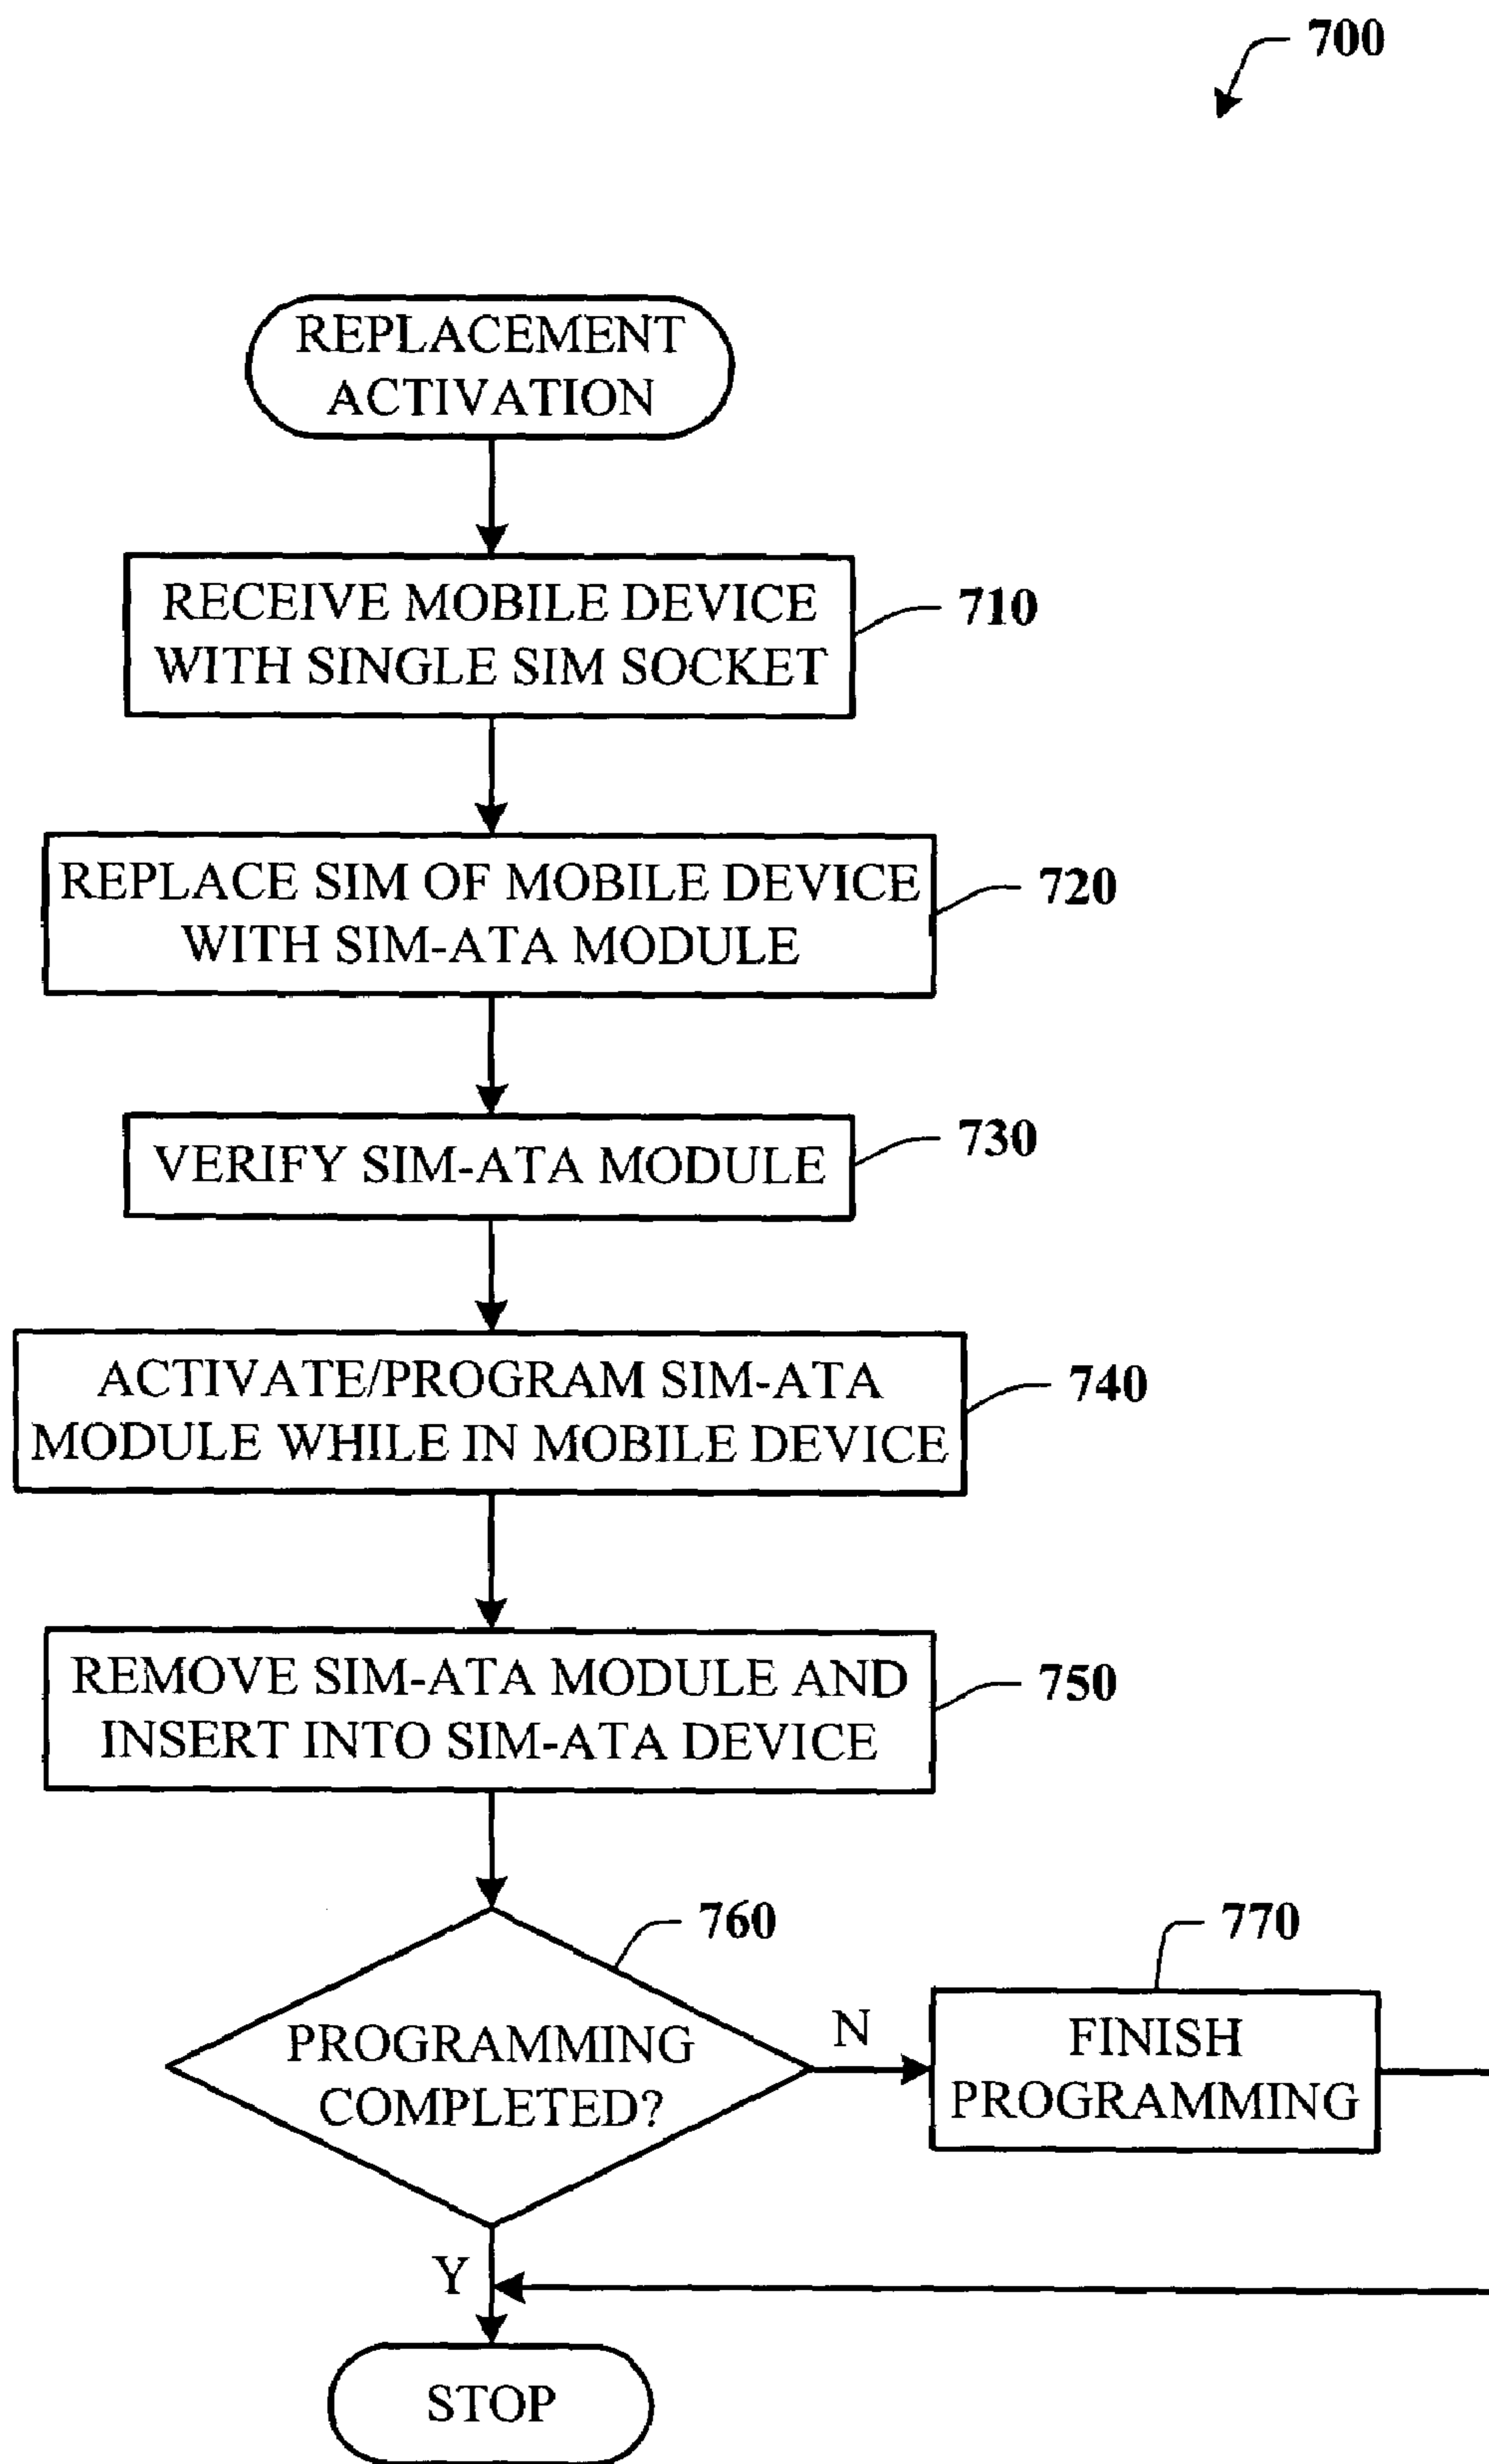 700
REPLACEMENT
ACTIVATION
RECEIVE MOBILE DEVICE
WITH SINGLE SIM SOCKET
710
REPLACE SIM OF MOBILE DEVICE
WITH SIM-ATA MODULE
720
VERIFY SIM-ATA MODULE
730
ACTIVATE/PROGRAM SIM-ATA
MODULE WHILE IN MOBILE DEVICE
740
REMOVE SIM-ATA MODULE AND
INSERT INTO SIM-ATA DEVICE
750
760
PROGRAMMING
COMPLETED?
N
770
FINISH
PROGRAMMING
Y
STOP